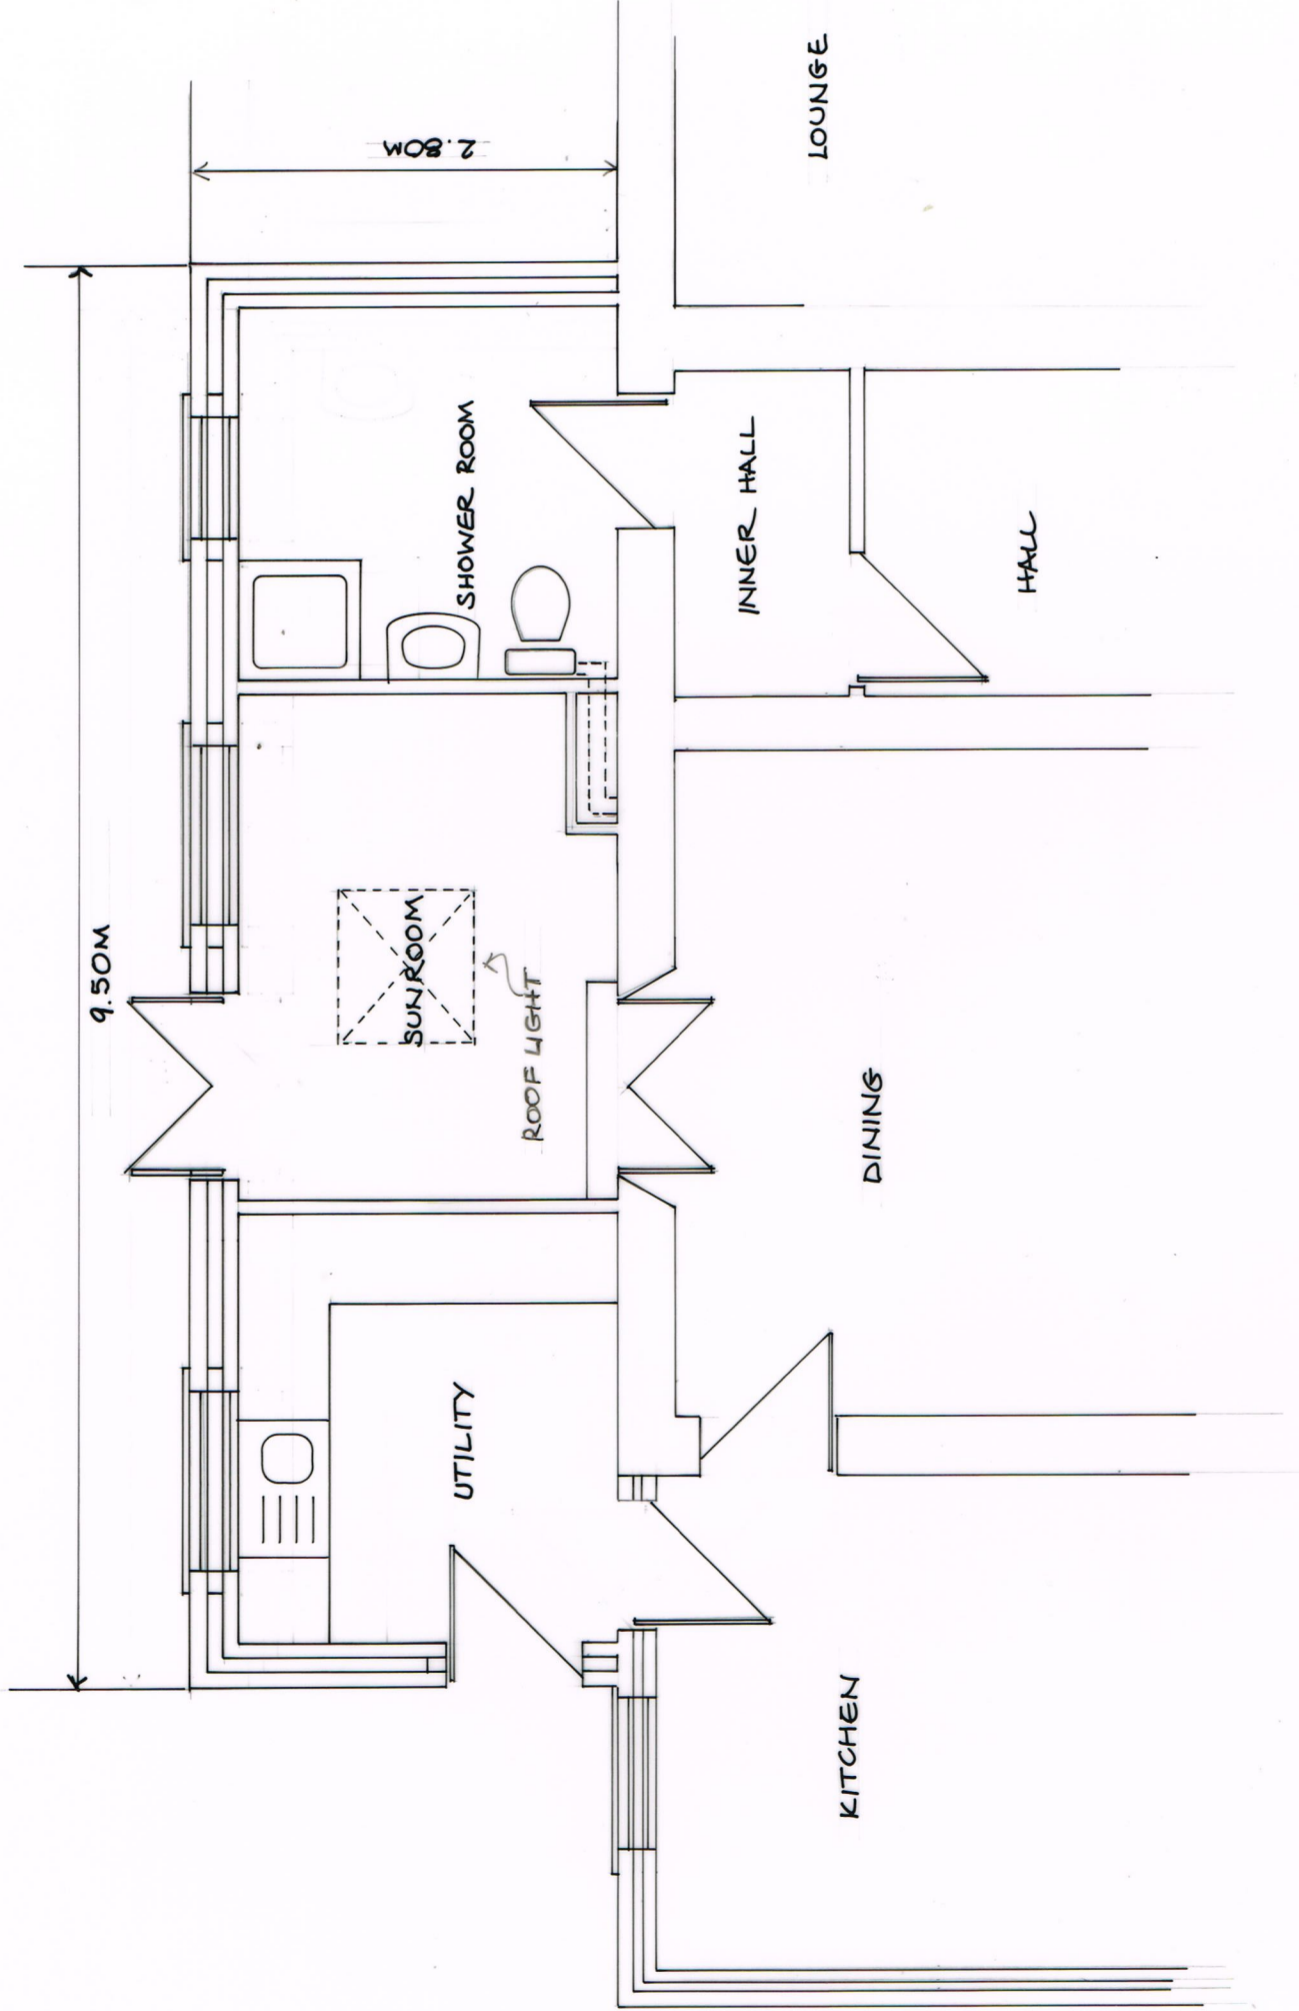 9.50M
2.80M
UTILITY
SUNROOM
ROOF LIGHT
SHOWER ROOM
KITCHEN
DINING
INNER HALL
HALL
LOUNGE